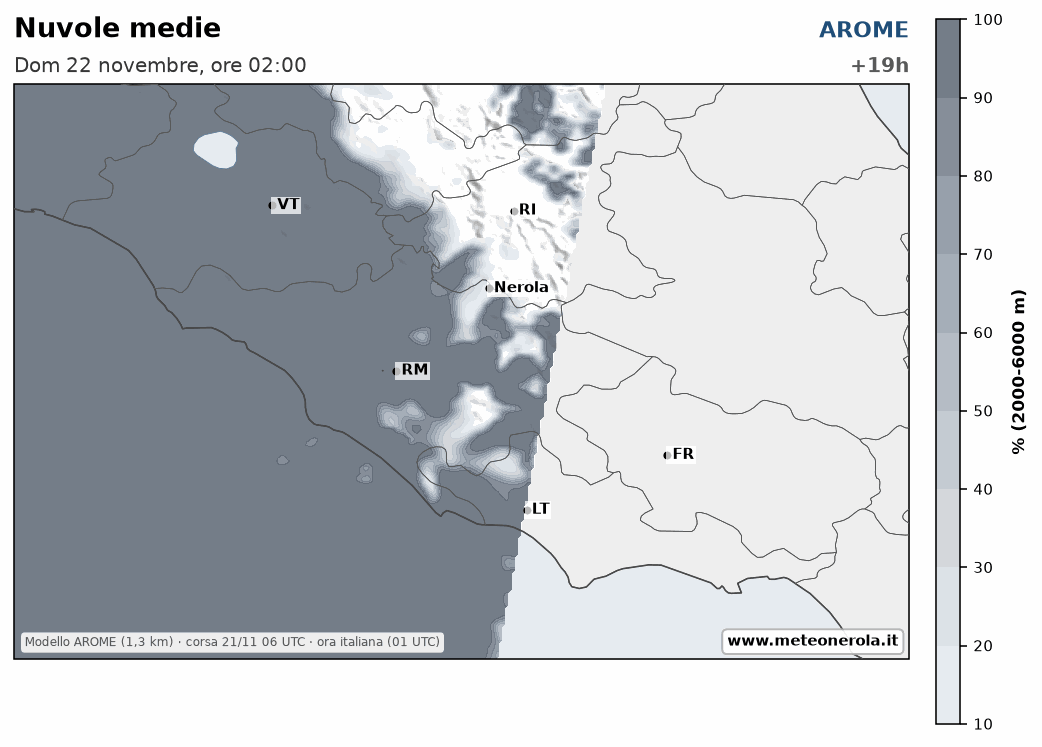 Nuvole medie
AROME
Dom 22 novembre, ore 02:00
+19h
VT
RI
Nerola
RM
FR
LT
Modello AROME (1,3 km) · corsa 21/11 06 UTC · ora italiana (01 UTC)
www.meteonerola.it
100
90
80
70
60
50
40
30
20
10
% (2000-6000 m)